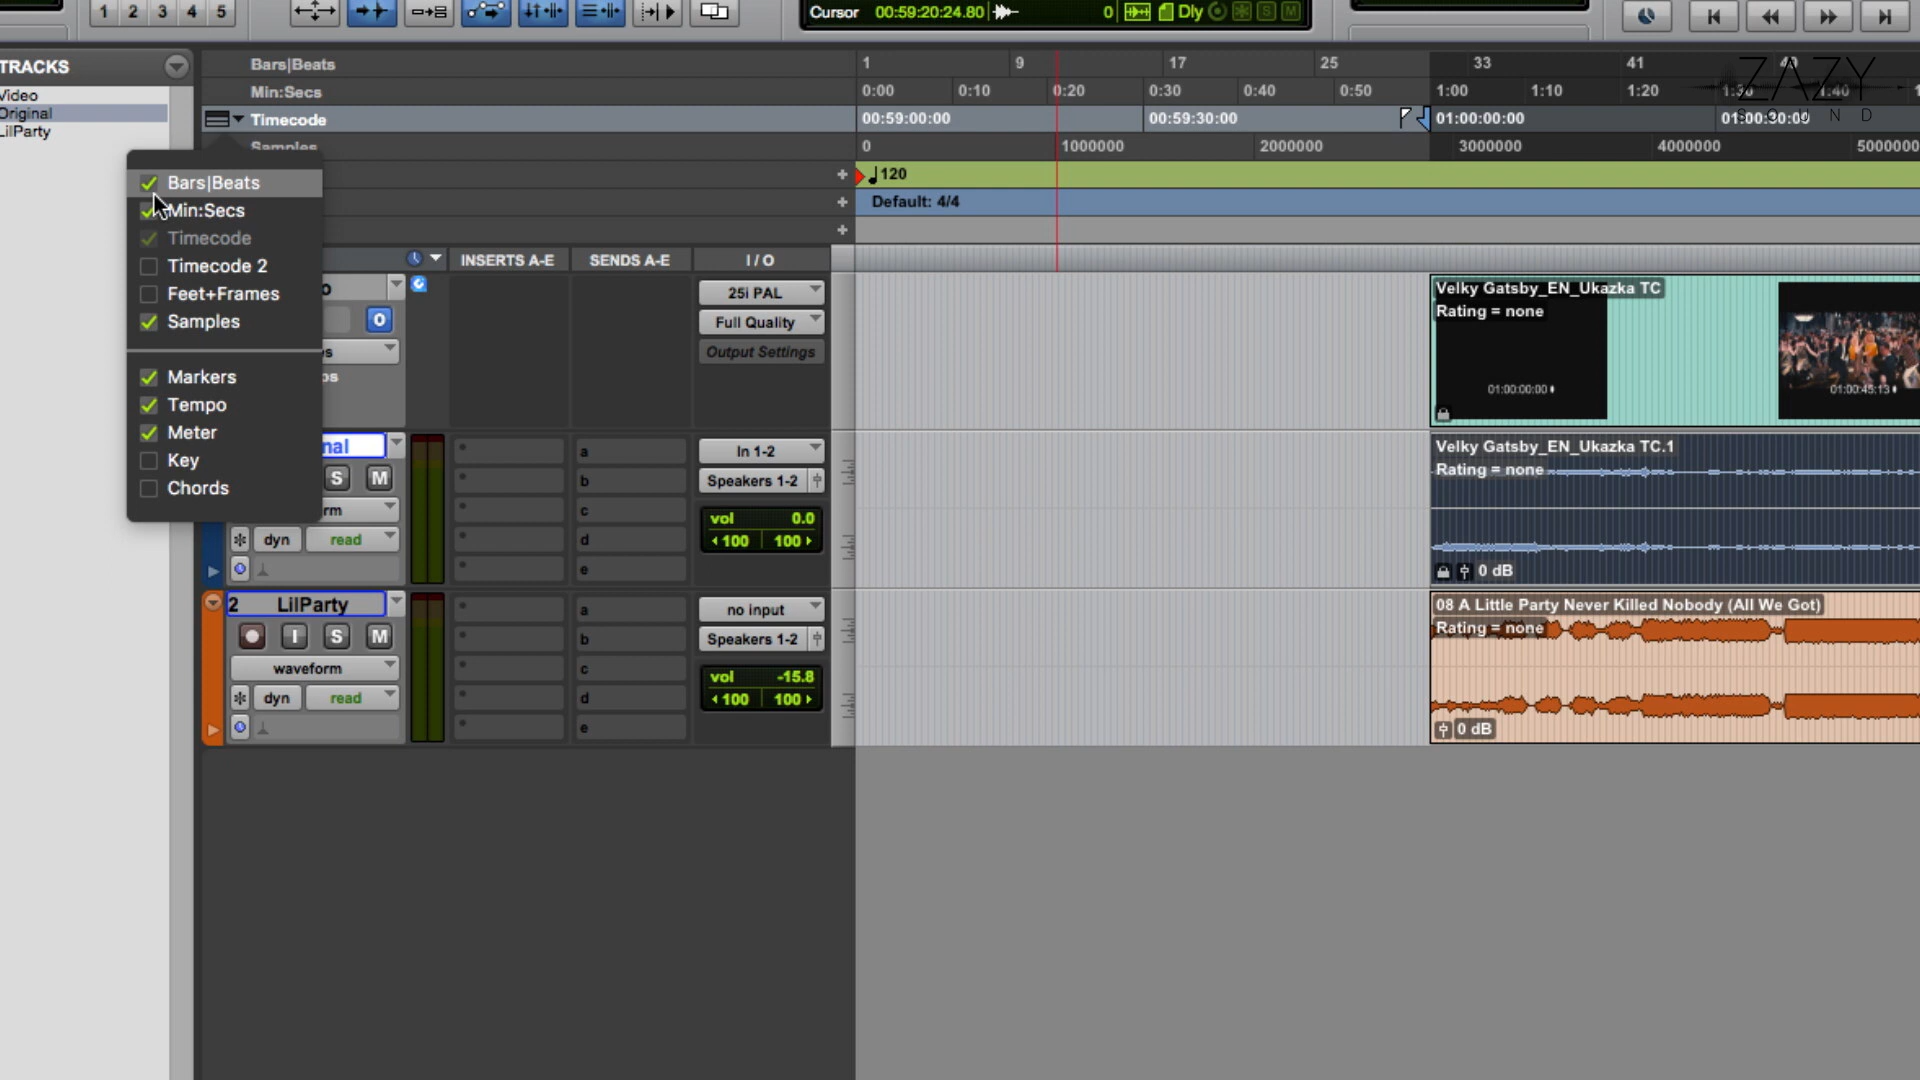 1 2 3 4 5
Cursor 00:59:20:24.80 0 Dly S M
TRACKS
Video
Original
LilParty
Bars|Beats 1 9 17 25 33 41 49
Min:Secs 0:00 0:10 0:20 0:30 0:40 0:50 1:00 1:10 1:20 1:30 1:40
Timecode 00:59:00:00 00:59:30:00 01:00:00:00 01:00:30:00
Samples 0 1000000 2000000 3000000 4000000 5000000
ZAZY
SOUND
120
Default: 4/4
Bars|Beats
Min:Secs
Timecode
Timecode 2
Feet+Frames
Samples
Markers
Tempo
Meter
Key
Chords
INSERTS A-E SENDS A-E I / O
O
25i PAL
Full Quality
Output Settings
Velky Gatsby_EN_Ukazka TC
Rating = none
01:00:00:00
01:00:45:13
nal
S M
rm
dyn read
a
b
c
d
e
In 1-2
Speakers 1-2
vol 0.0
100 100
Velky Gatsby_EN_Ukazka TC.1
Rating = none
0 dB
2 LilParty
I S M
waveform
dyn read
a
b
c
d
e
no input
Speakers 1-2
vol -15.8
100 100
08 A Little Party Never Killed Nobody (All We Got)
Rating = none
0 dB